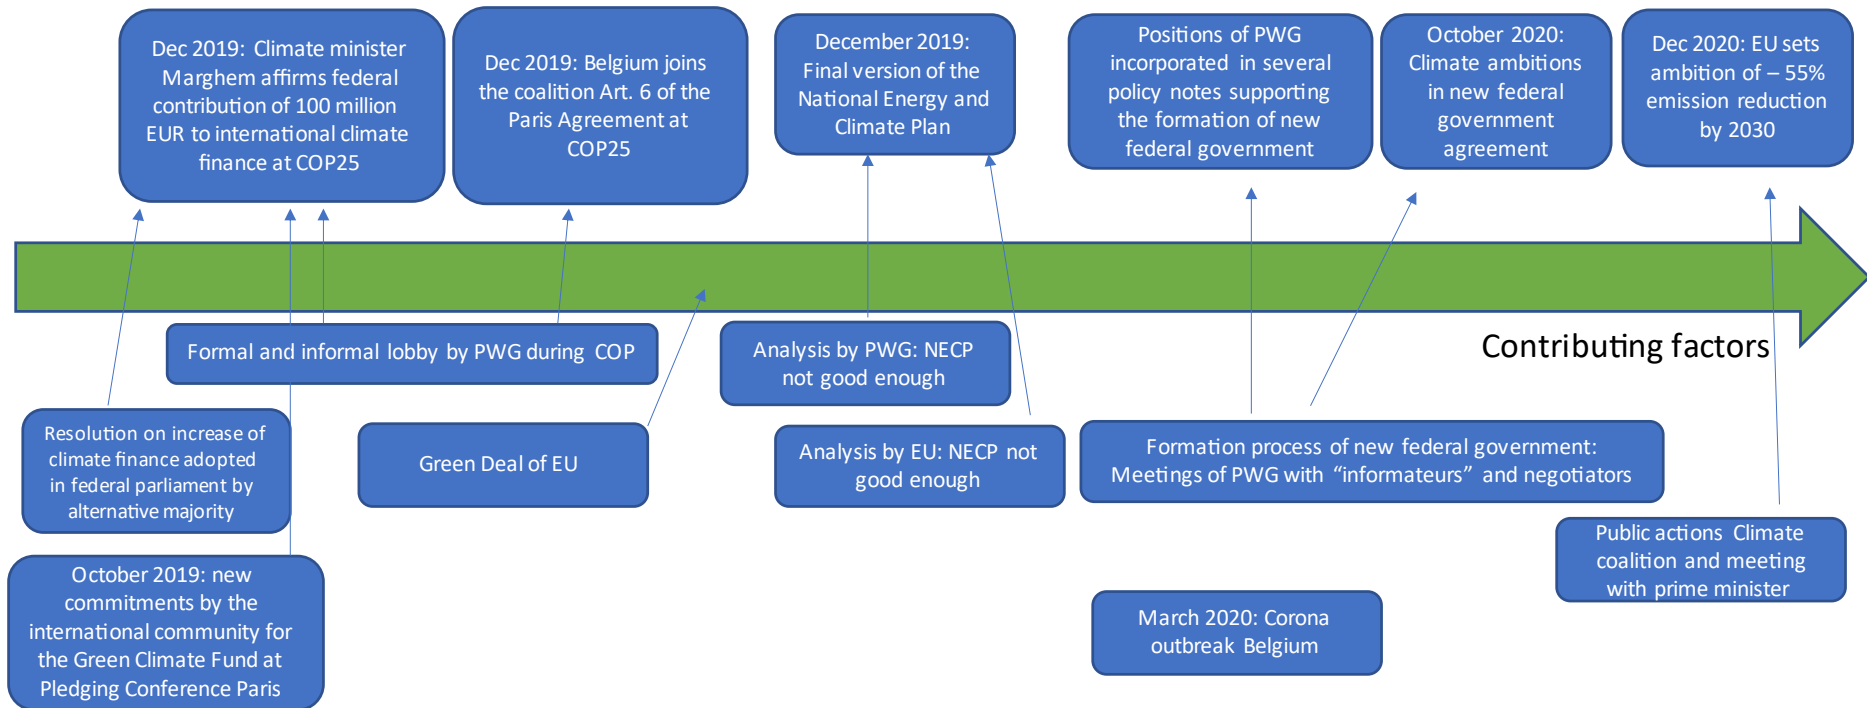 Dec 2019: Climate minister
Marghem affirms federal
contribution of 100 million
EUR to international climate
finance at COP25
Dec 2019: Belgium joins
the coalition Art. 6 of the
Paris Agreement at
COP25
December 2019:
Final version of the
National Energy and
Climate Plan
Positions of PWG
incorporated in several
policy notes supporting
the formation of new
federal government
October 2020:
Climate ambitions
in new federal
government
agreement
Dec 2020: EU sets
ambition of – 55%
emission reduction
by 2030
Contributing factors
Formal and informal lobby by PWG during COP
Analysis by PWG: NECP
not good enough
Resolution on increase of
climate finance adopted
in federal parliament by
alternative majority
Green Deal of EU
Analysis by EU: NECP not
good enough
Formation process of new federal government:
Meetings of PWG with “informateurs” and negotiators
Public actions Climate
coalition and meeting
with prime minister
October 2019: new
commitments by the
international community for
the Green Climate Fund at
Pledging Conference Paris
March 2020: Corona
outbreak Belgium